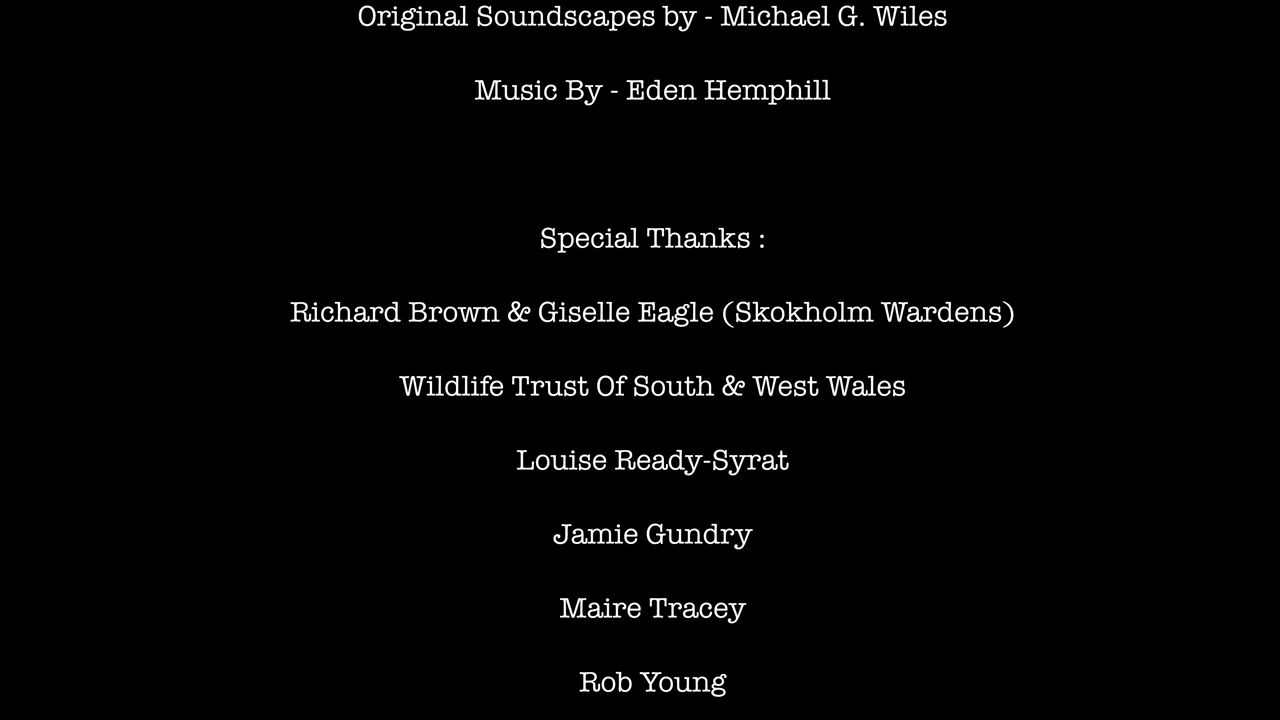 Original Soundscapes by - Michael G. Wiles
Music By - Eden Hemphill
Special Thanks :
Richard Brown & Giselle Eagle (Skokholm Wardens)
Wildlife Trust Of South & West Wales
Louise Ready-Syrat
Jamie Gundry
Maire Tracey
Rob Young